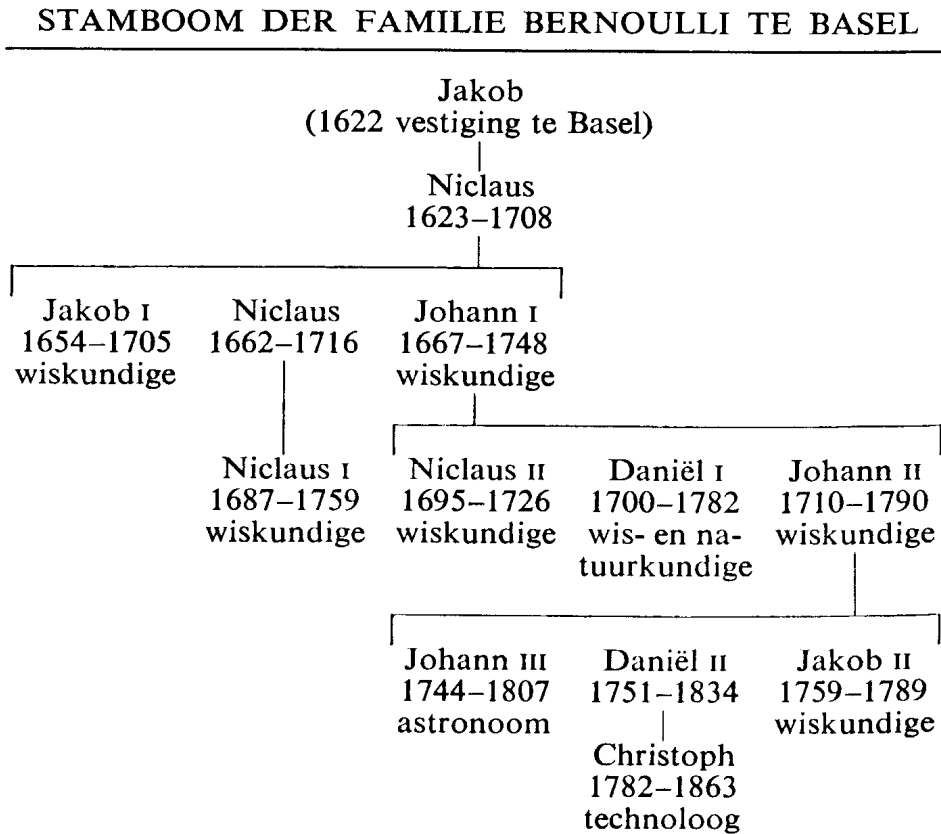 STAMBOOM DER FAMILIE BERNOULLI TE BASEL
Jakob
(1622 vestiging te Basel)
Niclaus
1623–1708
Jakob I
1654–1705
wiskundige
Niclaus
1662–1716
Johann I
1667–1748
wiskundige
Niclaus I
1687–1759
wiskundige
Niclaus II
1695–1726
wiskundige
Daniël I
1700–1782
wis- en na-
tuurkundige
Johann II
1710–1790
wiskundige
Johann III
1744–1807
astronoom
Daniël II
1751–1834
Jakob II
1759–1789
wiskundige
Christoph
1782–1863
technoloog